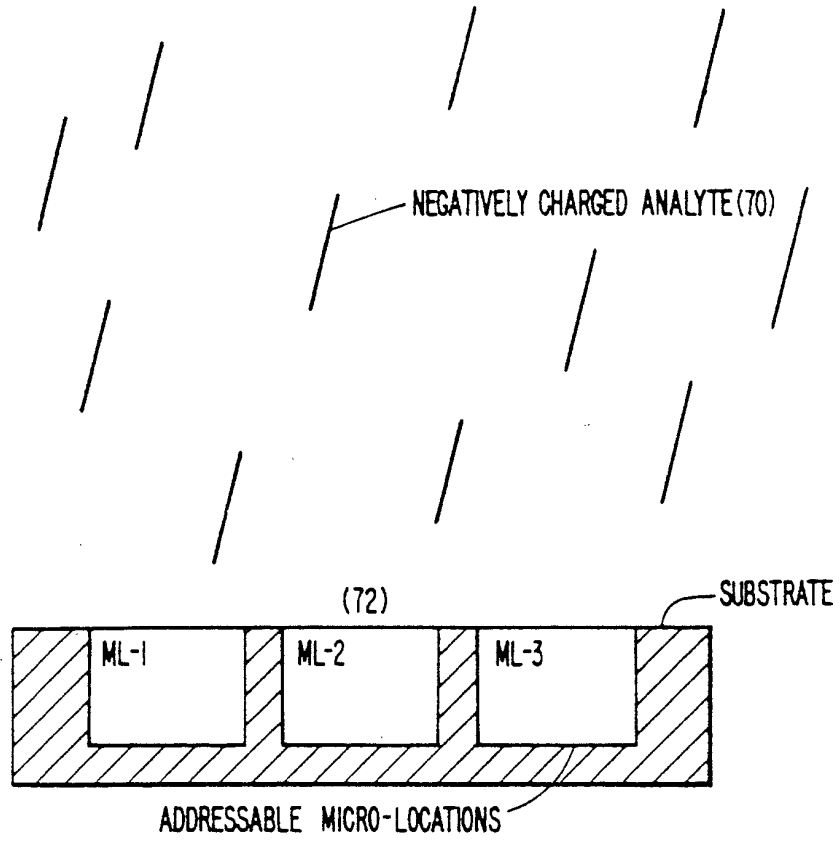 NEGATIVELY CHARGED ANALYTE(70)
(72)
SUBSTRATE
ML-1
ML-2
ML-3
ADDRESSABLE MICRO-LOCATIONS